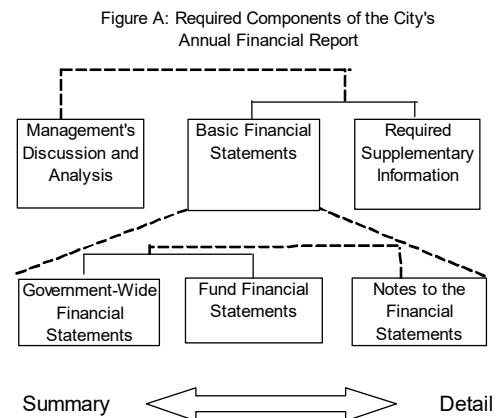 Figure A: Required Components of the City's
Annual Financial Report
Management's
Discussion and
Analysis
Basic Financial
Statements
Required
Supplementary
Information
Government-Wide
Financial
Statements
Fund Financial
Statements
Notes to the
Financial
Statements
Summary
Detail